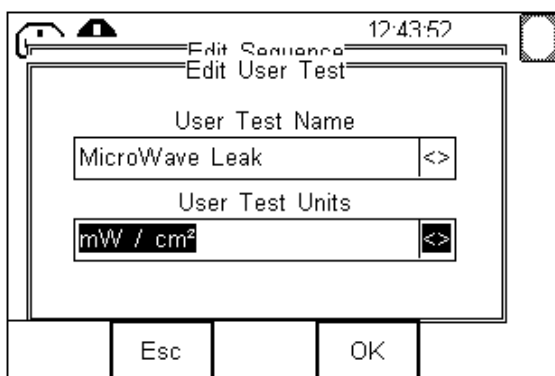 12:43:52
Edit Sequence
Edit User Test
User Test Name
MicroWave Leak <>
User Test Units
mW / cm² <>
Esc OK